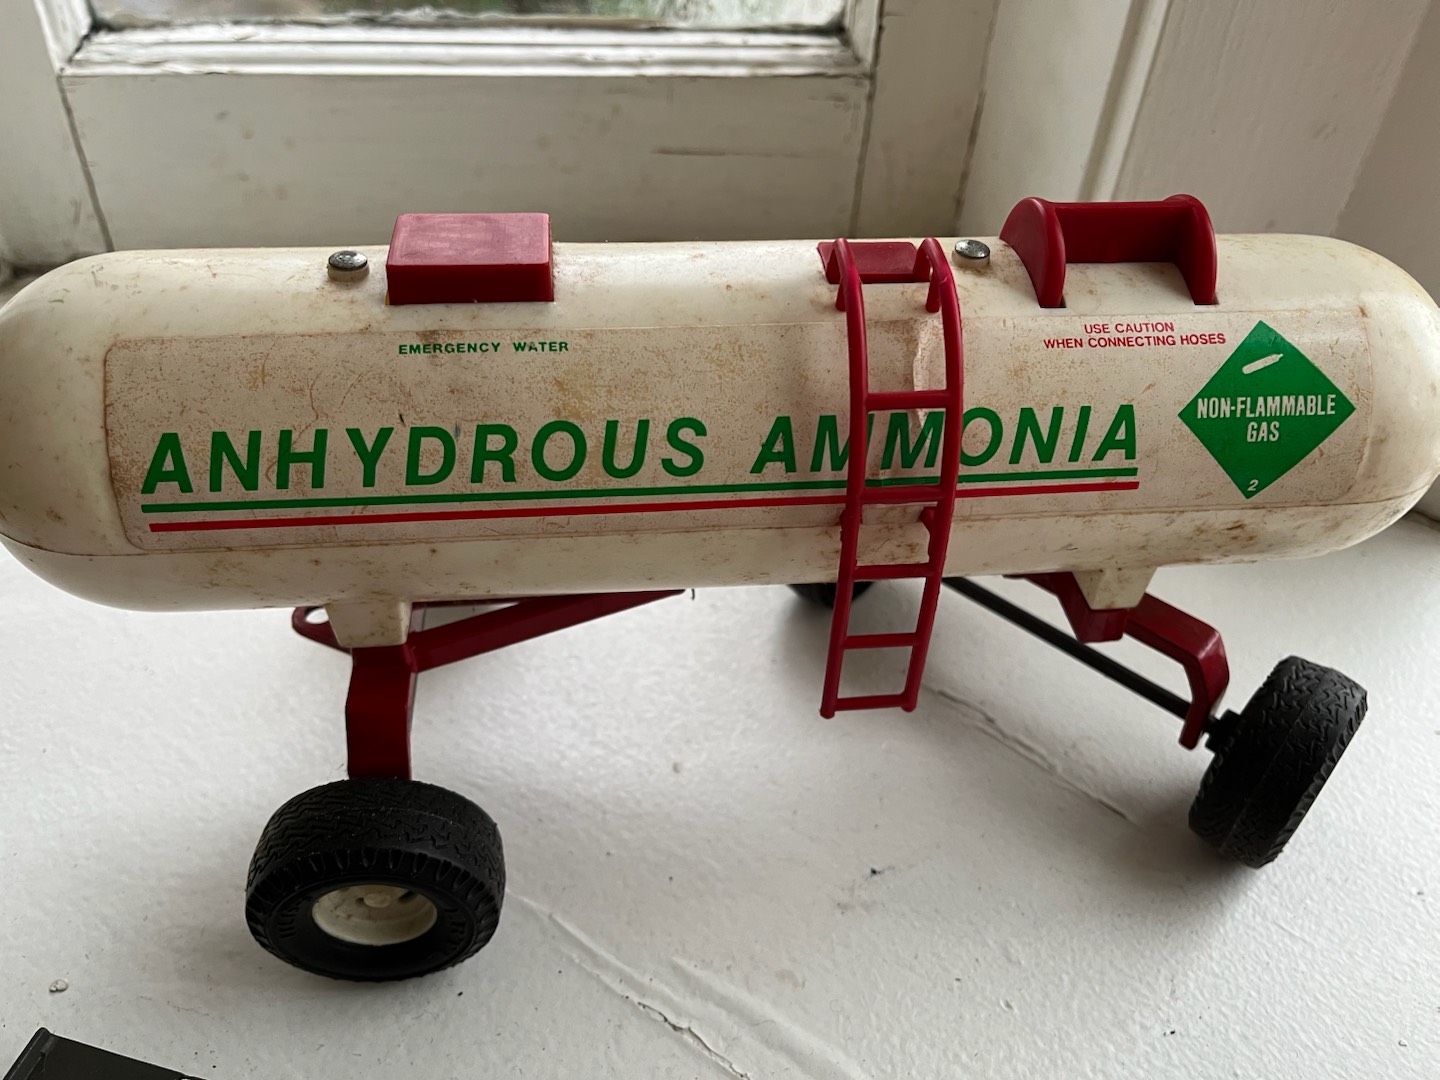 EMERGENCY WATER
USE CAUTION
WHEN CONNECTING HOSES
ANHYDROUS AMMONIA
NON-FLAMMABLE
GAS
2